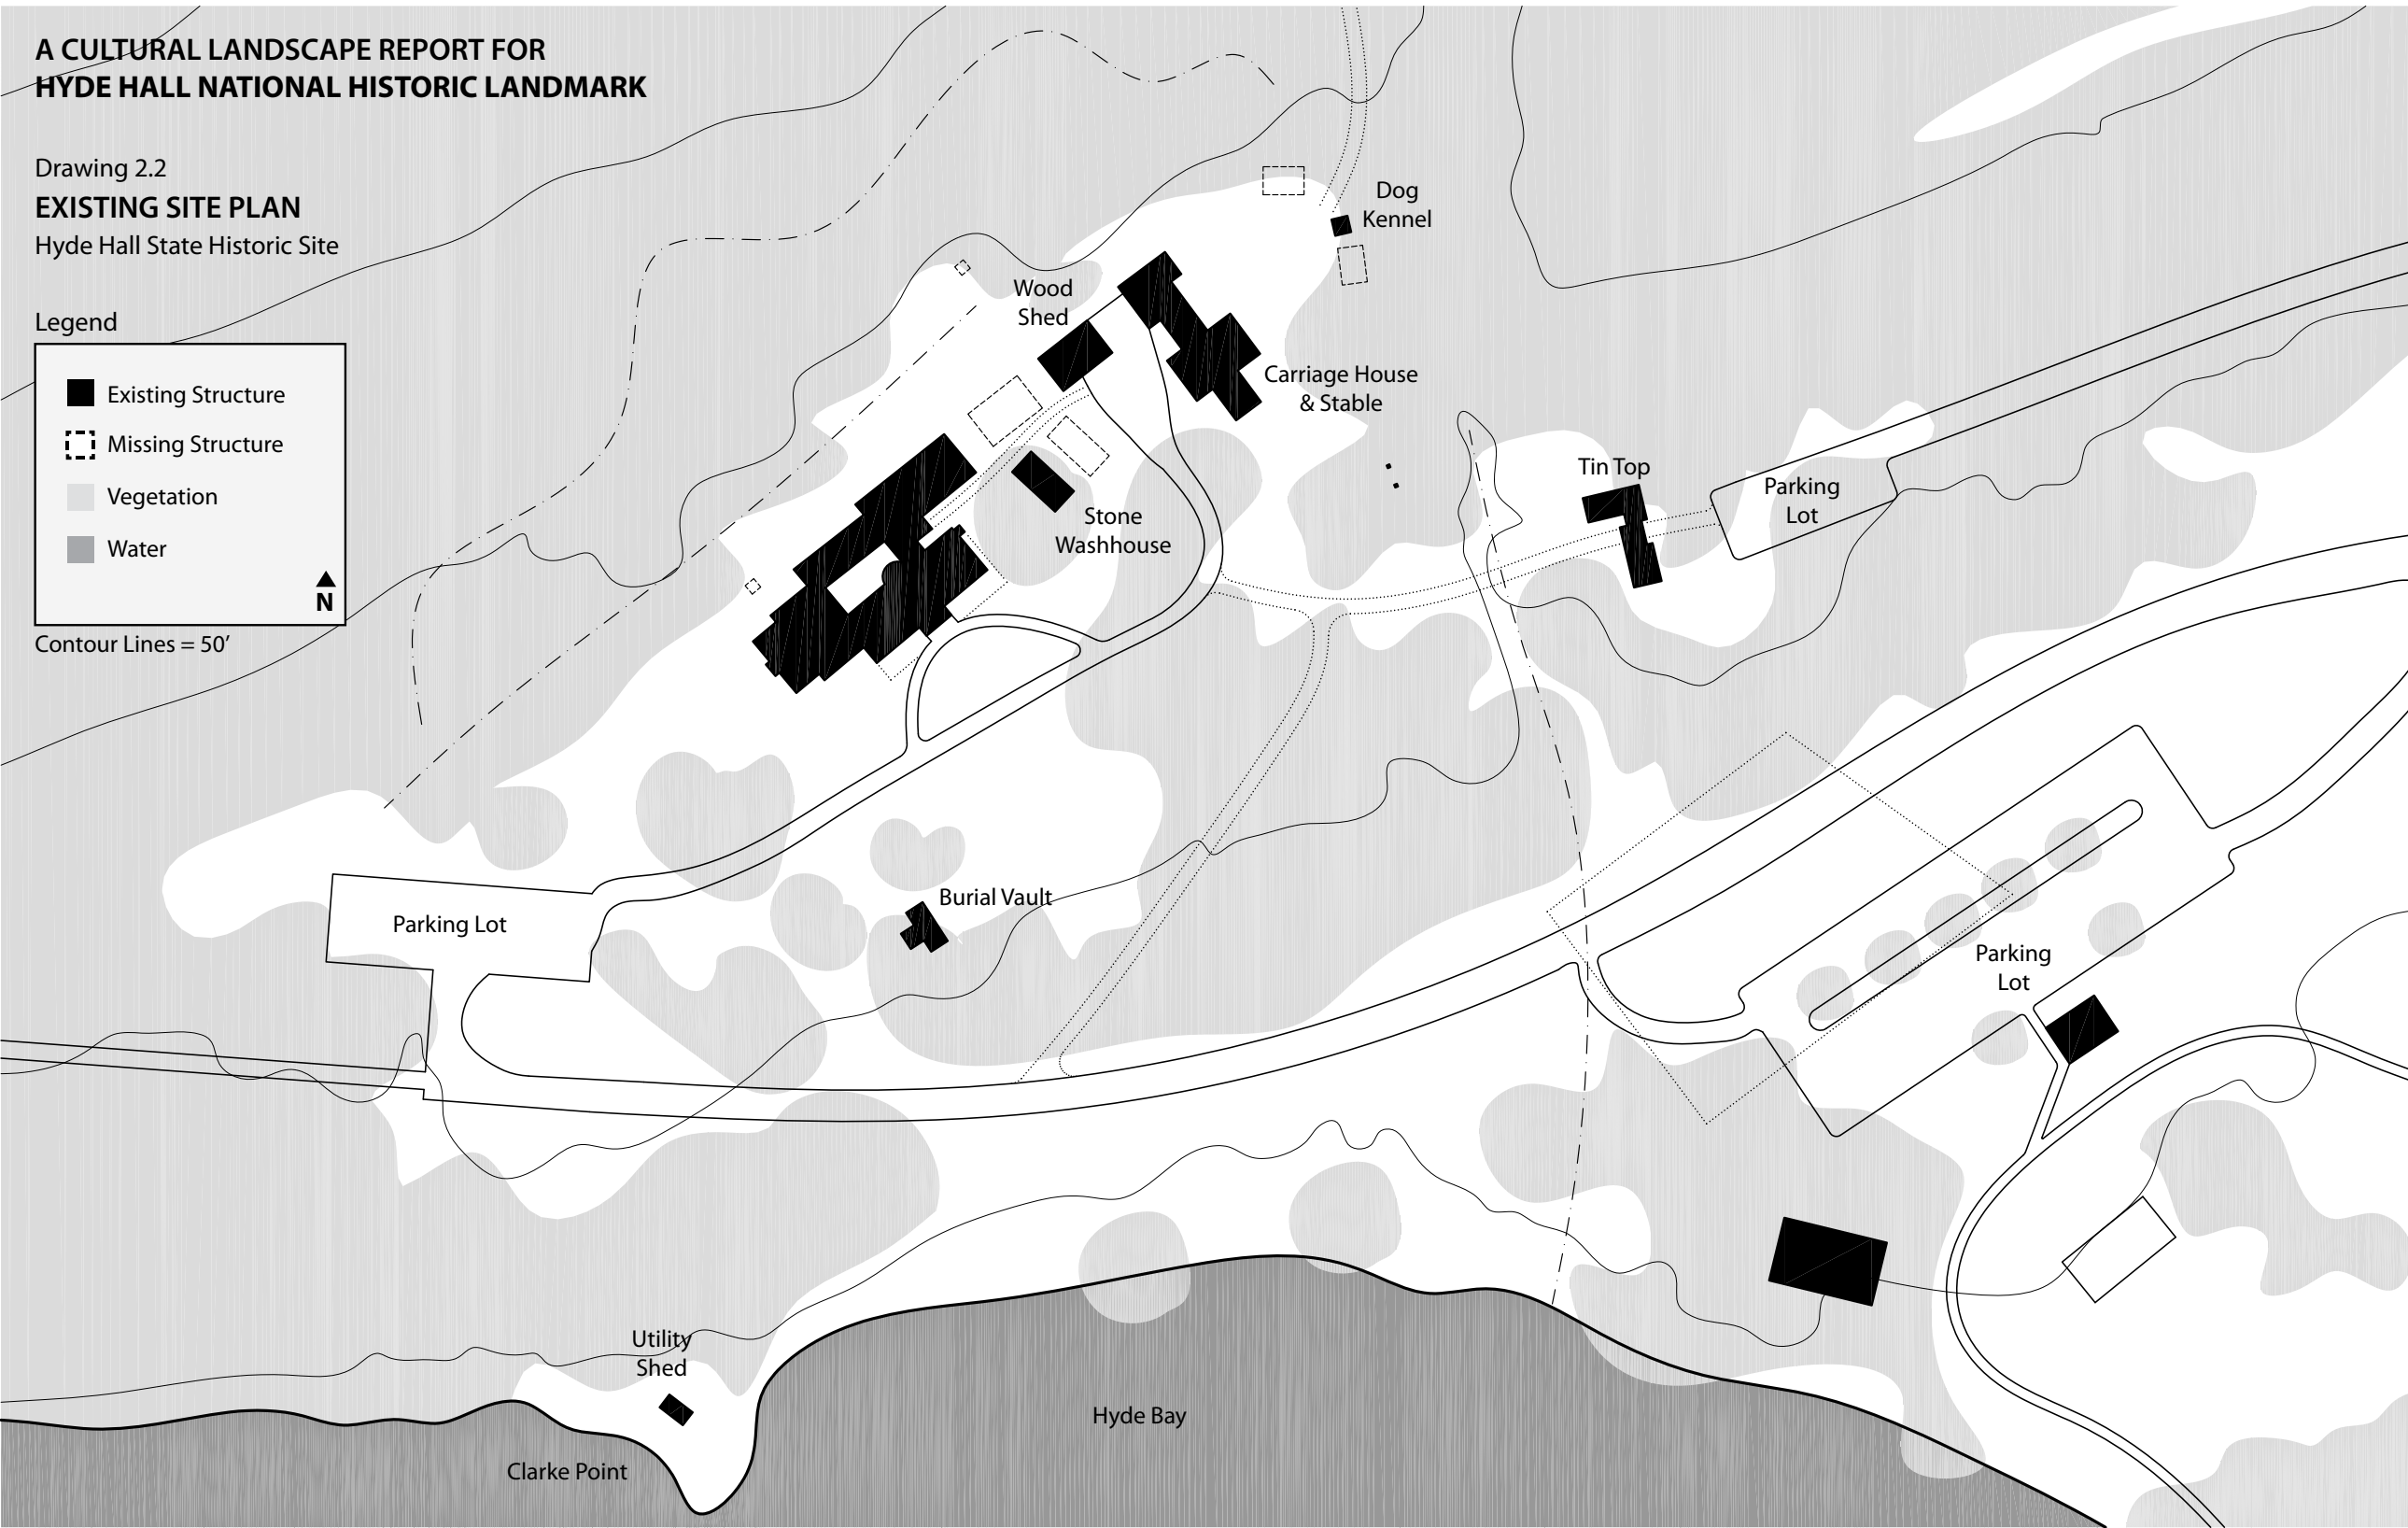 A CULTURAL LANDSCAPE REPORT FOR
HYDE HALL NATIONAL HISTORIC LANDMARK
Drawing 2.2
EXISTING SITE PLAN
Hyde Hall State Historic Site
Legend
Existing Structure
Missing Structure
Vegetation
Water
N
Contour Lines = 50’
Dog
Kennel
Wood
Shed
Carriage House
& Stable
Tin Top
Parking
Lot
Stone
Washhouse
Burial Vault
Parking Lot
Parking
Lot
Utility
Shed
Hyde Bay
Clarke Point